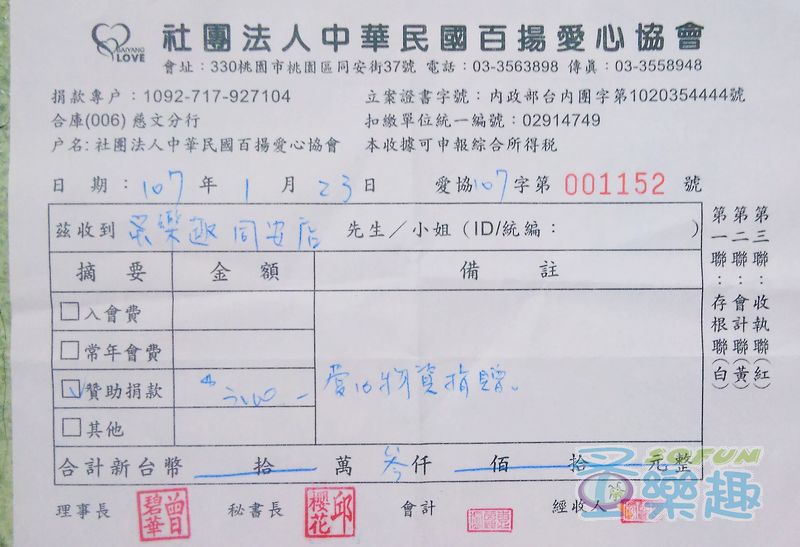 BAIYANG LOVE
社團法人中華民國百揚愛心協會
會址：330桃園市桃園區同安街37號 電話：03-3563898 傳真：03-3558948
捐款專戶：1092-717-927104
立案證書字號：內政部台內團字第1020354444號
合庫(006) 慈文分行
扣繳單位統一編號：02914749
戶名：社團法人中華民國百揚愛心協會
本收據可申報綜合所得稅
日 期：107 年 1 月 23 日 愛協107字第 001152 號
茲收到 呆樂趣 同安店 先生／小姐（ID/統編： ）
摘 要 金 額 備 註
入會費
常年會費
贊助捐款 3000 愛心物資捐贈。
其他
合計新台幣 拾 萬 叁仟 佰 拾 元整
第一聯：存根聯（白）
第二聯：會計聯（黃）
第三聯：收執聯（紅）
理事長 曾碧華 秘書長 邱櫻花 會計 經收人
SOFUN
樂趣